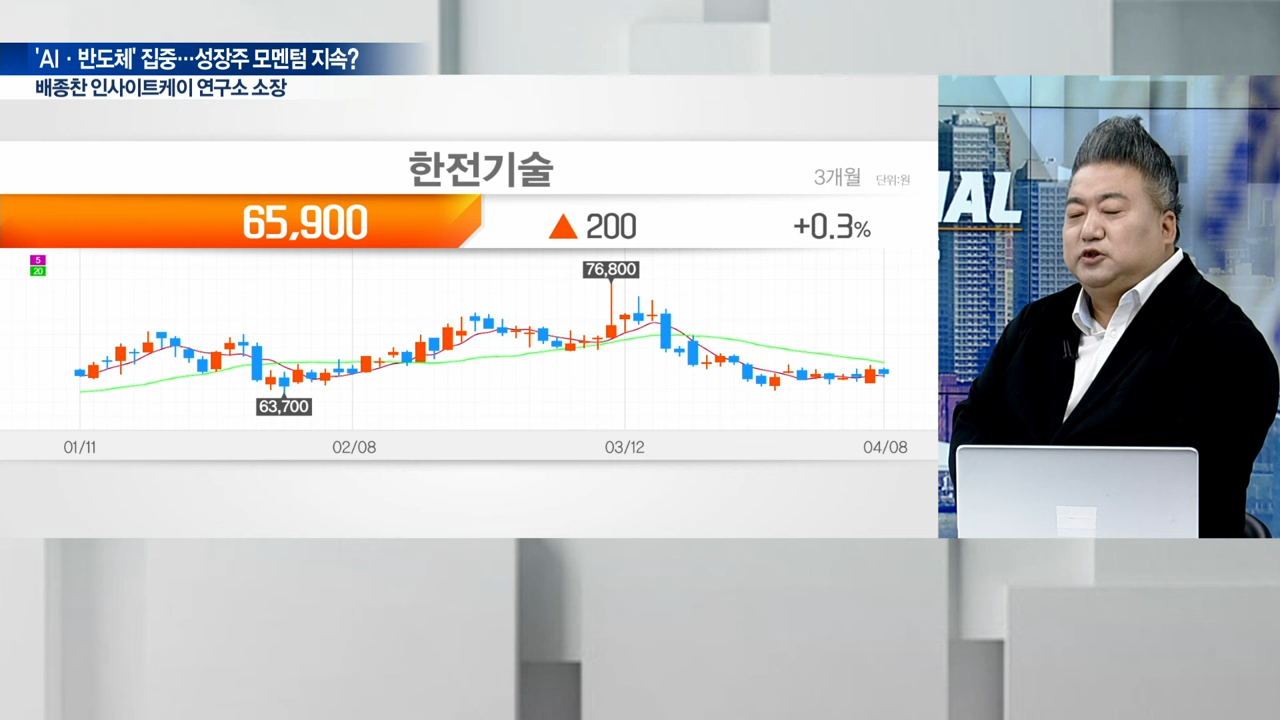 'AI · 반도체' 집중…성장주 모멘텀 지속?
배종찬 인사이트케이 연구소 소장
한전기술
3개월 단위:원
65,900 ▲ 200 +0.3%
5
20
76,800
63,700
01/11 02/08 03/12 04/08